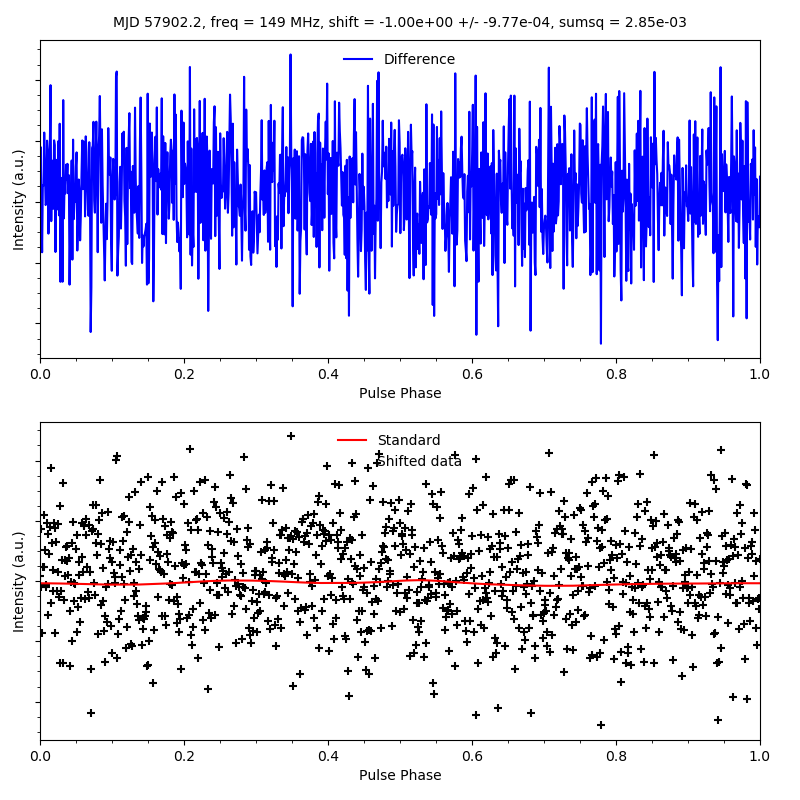 MJD 57902.2, freq = 149 MHz, shift = -1.00e+00 +/- -9.77e-04, sumsq = 2.85e-03
Difference
Intensity (a.u.)
0.0 0.2 0.4 0.6 0.8 1.0
Pulse Phase
Standard
Shifted data
Intensity (a.u.)
0.0 0.2 0.4 0.6 0.8 1.0
Pulse Phase